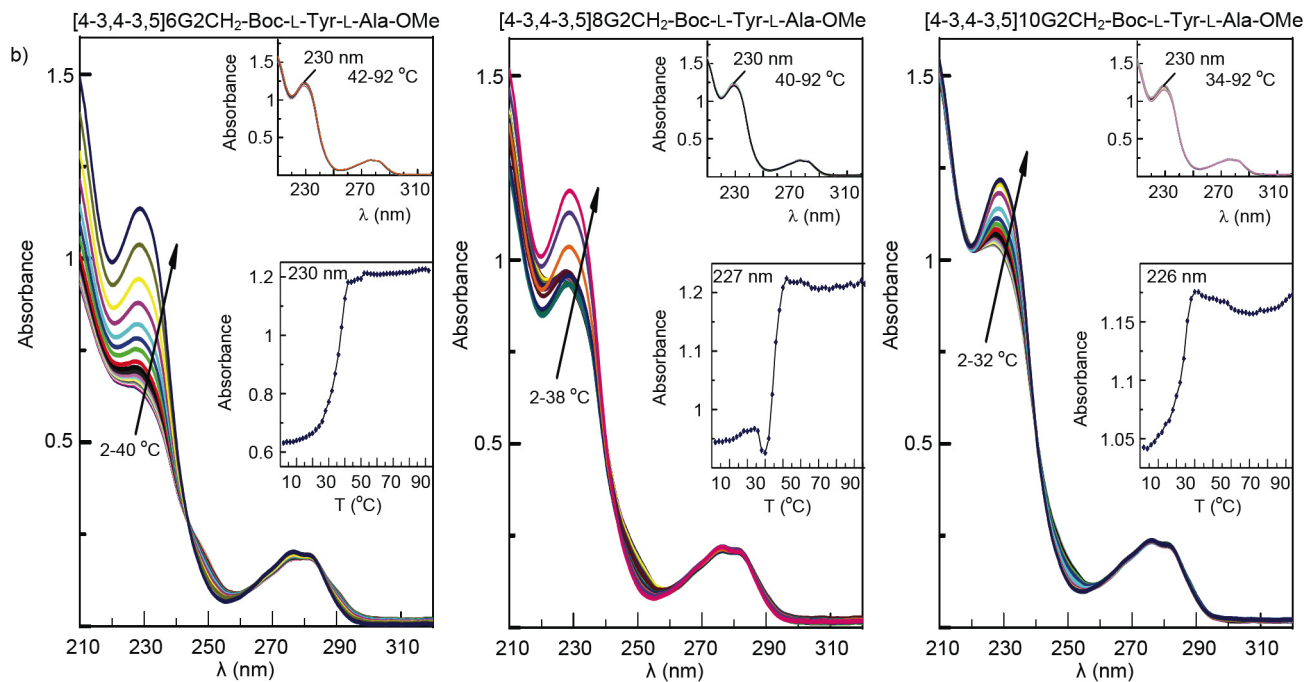 [4-3,4-3,5]6G2CH₂-Boc-L-Tyr-L-Ala-OMe
b)
1.5
1
0.5
Absorbance
210 230 250 270 290 310
λ (nm)
2-40 °C
230 nm
42-92 °C
1.5
1
0.5
Absorbance
230 270 310
λ (nm)
230 nm
1.2
1.0
0.8
0.6
Absorbance
10 30 50 70 90
T (°C)
[4-3,4-3,5]8G2CH₂-Boc-L-Tyr-L-Ala-OMe
1.5
1
0.5
Absorbance
210 230 250 270 290 310
λ (nm)
2-38 °C
230 nm
40-92 °C
1.5
1
0.5
Absorbance
230 270 310
λ (nm)
227 nm
1.2
1.1
1
Absorbance
10 30 50 70 90
T (°C)
[4-3,4-3,5]10G2CH₂-Boc-L-Tyr-L-Ala-OMe
1.5
1
0.5
Absorbance
210 230 250 270 290 310
λ (nm)
2-32 °C
230 nm
34-92 °C
1.5
1
0.5
Absorbance
230 270 310
λ (nm)
226 nm
1.15
1.1
1.05
Absorbance
10 30 50 70 90
T (°C)